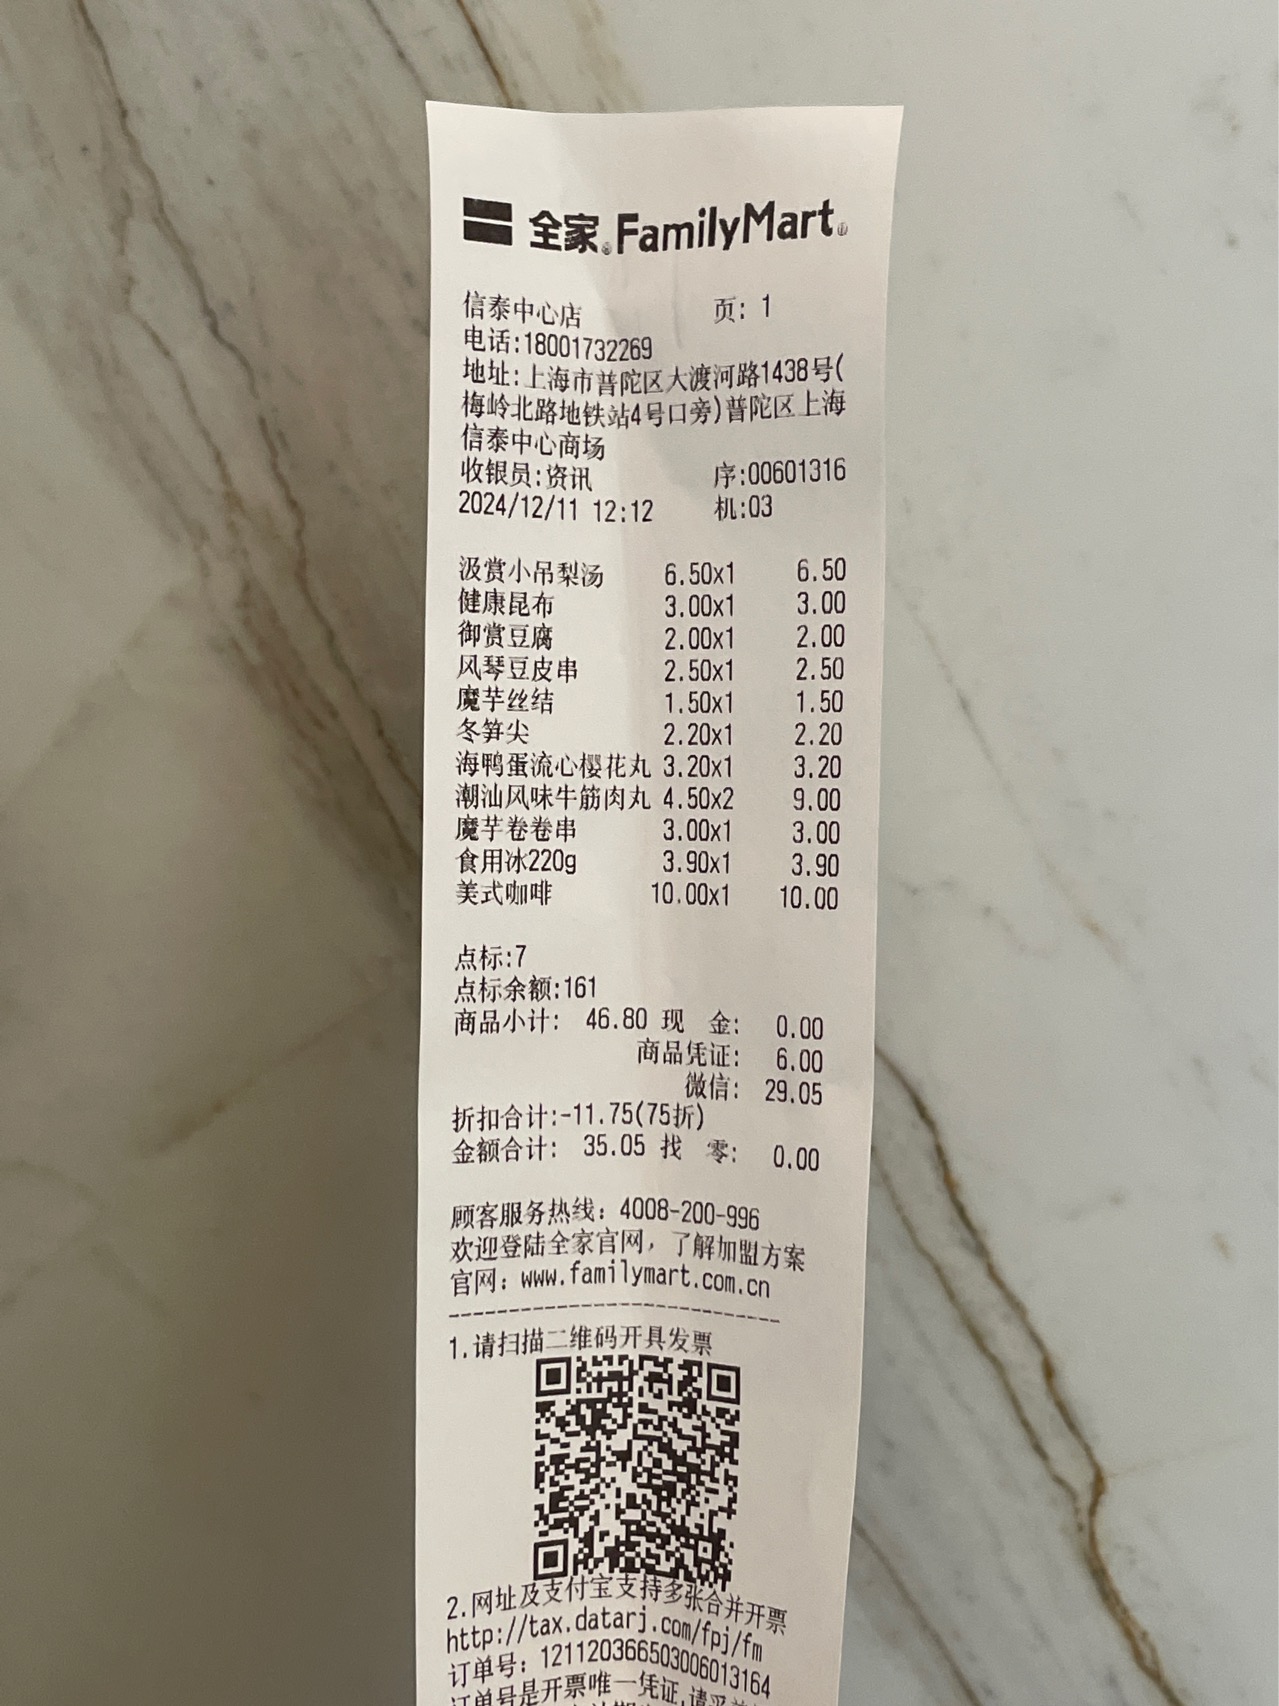 全家 FamilyMart
信泰中心店 页: 1
电话:18001732269
地址:上海市普陀区大渡河路1438号(
梅岭北路地铁站4号口旁)普陀区上海
信泰中心商场
收银员:资讯 序:00601316
2024/12/11 12:12 机:03
汲赏小吊梨汤 6.50x1 6.50
健康昆布 3.00x1 3.00
御赏豆腐 2.00x1 2.00
风琴豆皮串 2.50x1 2.50
魔芋丝结 1.50x1 1.50
冬笋尖 2.20x1 2.20
海鸭蛋流心樱花丸 3.20x1 3.20
潮汕风味牛筋肉丸 4.50x2 9.00
魔芋卷卷串 3.00x1 3.00
食用冰220g 3.90x1 3.90
美式咖啡 10.00x1 10.00
点标:7
点标余额:161
商品小计: 46.80 现 金: 0.00
商品凭证: 6.00
微信: 29.05
折扣合计:-11.75(75折)
金额合计: 35.05 找 零: 0.00
顾客服务热线: 4008-200-996
欢迎登陆全家官网，了解加盟方案
官网: www.familymart.com.cn
1.请扫描二维码开具发票
2.网址及支付宝支持多张合并开票
http://tax.datarj.com/fpj/fm
订单号: 121120366503006013164
订单号是开票唯一凭证,请妥善